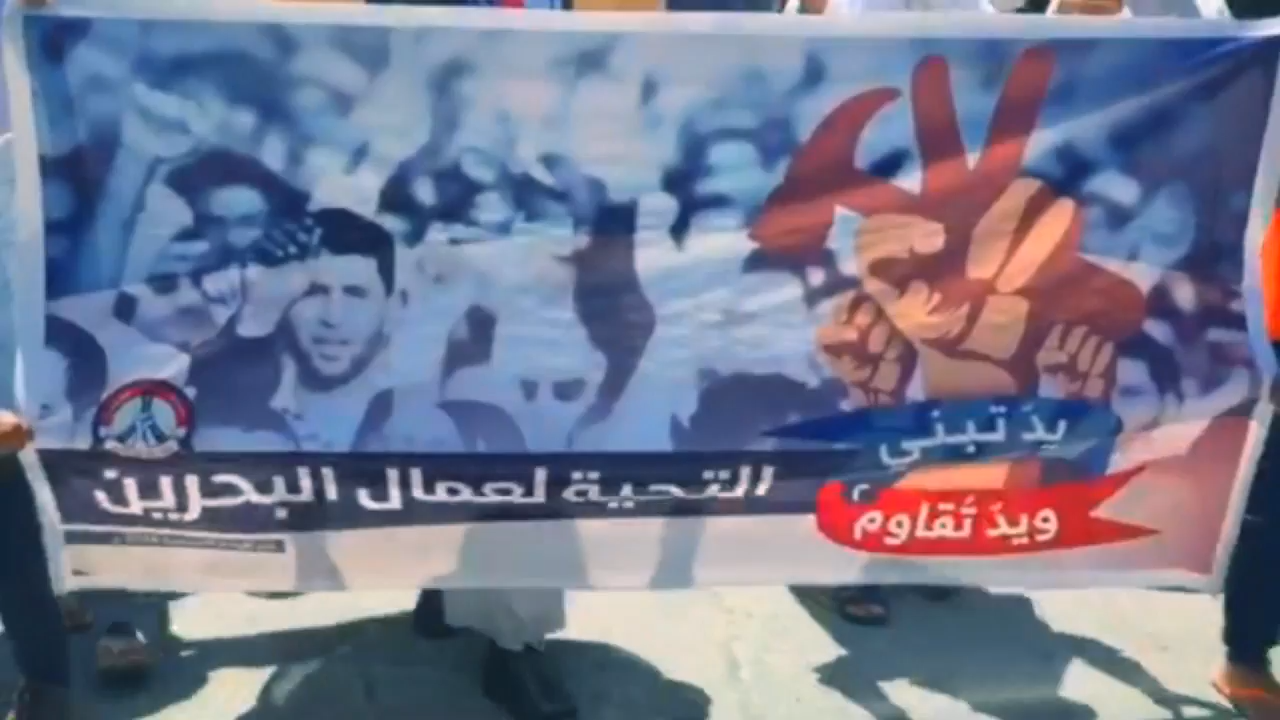 يدَ تبني
ويدَ تُقاوم
التحية لعمال البحرين